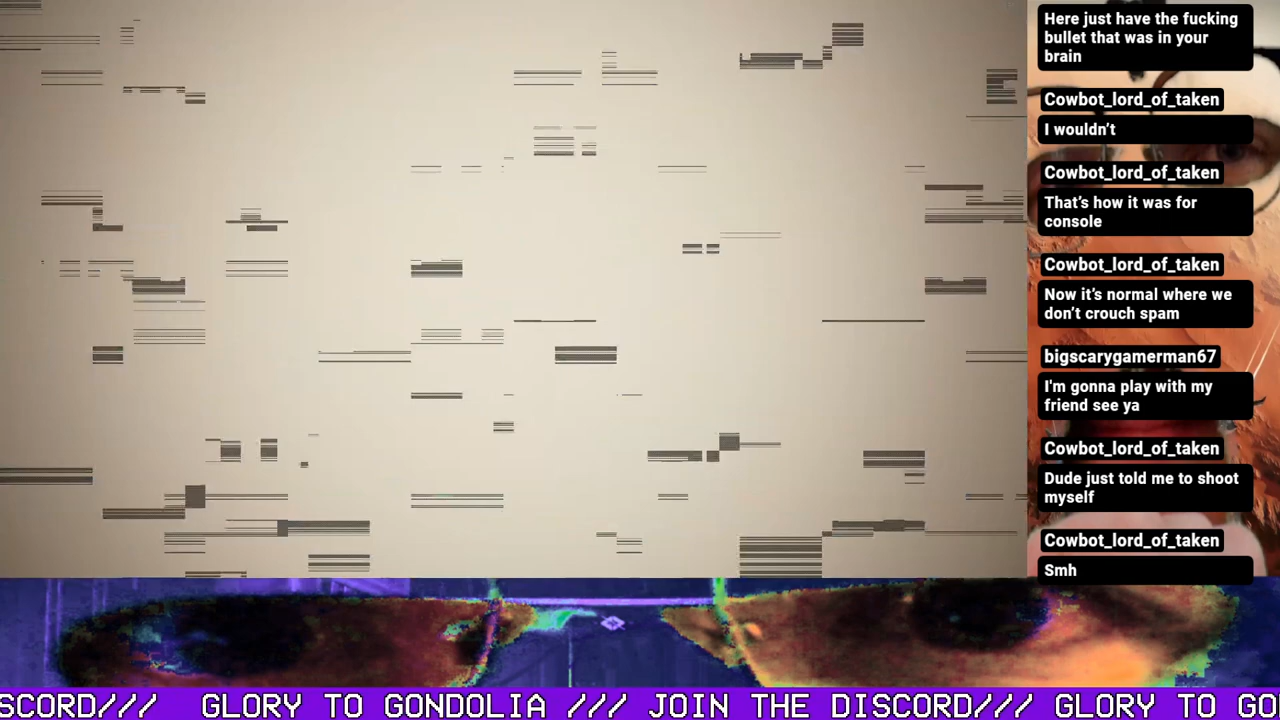 Here just have the fucking
bullet that was in your
brain
Cowbot_lord_of_taken
I wouldn't
Cowbot_lord_of_taken
That's how it was for
console
Cowbot_lord_of_taken
Now it's normal where we
don't crouch spam
bigscarygamerman67
I'm gonna play with my
friend see ya
Cowbot_lord_of_taken
Dude just told me to shoot
myself
Cowbot_lord_of_taken
Smh
SCORD/// GLORY TO GONDOLIA /// JOIN THE DISCORD/// GLORY TO GO